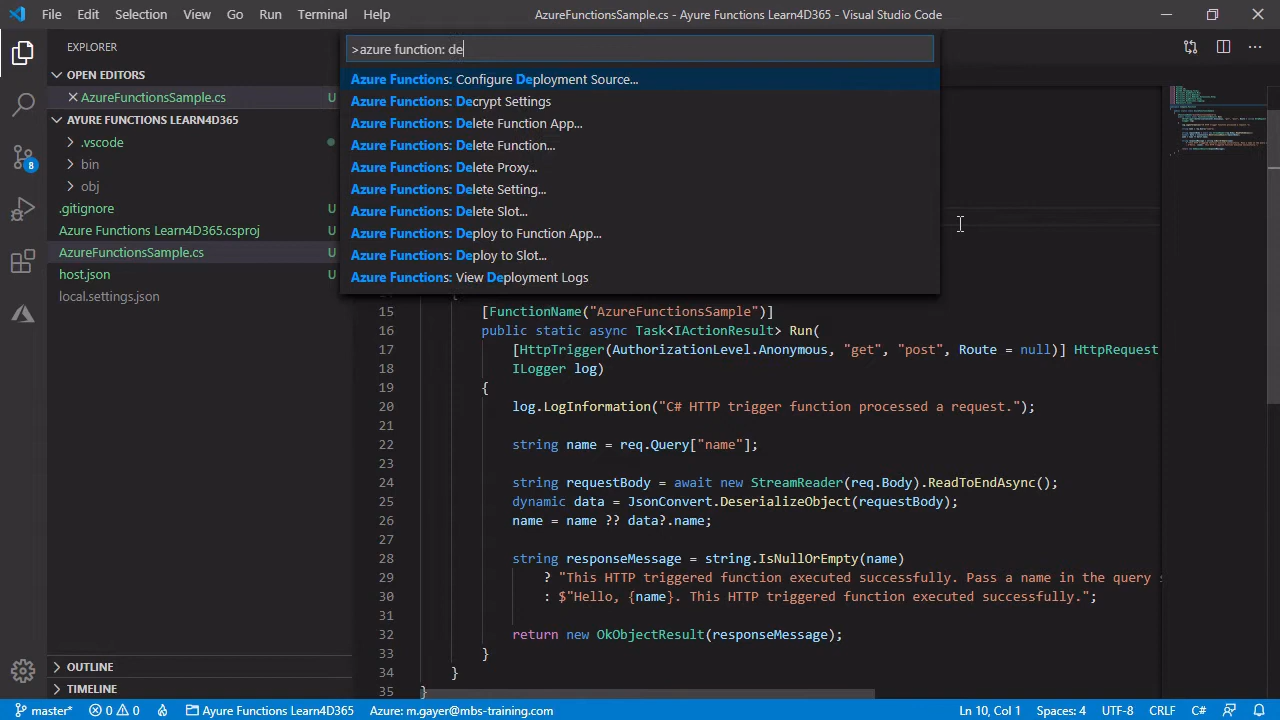 File Edit Selection View Go Run Terminal Help AzureFunctionsSample.cs - Ayure Functions Learn4D365 - Visual Studio Code
EXPLORER
OPEN EDITORS
AzureFunctionsSample.cs U
AYURE FUNCTIONS LEARN4D365
.vscode
bin
obj
.gitignore U
Azure Functions Learn4D365.csproj U
AzureFunctionsSample.cs U
host.json U
local.settings.json
OUTLINE
TIMELINE
8
>azure function: de
Azure Functions: Configure Deployment Source...
Azure Functions: Decrypt Settings
Azure Functions: Delete Function App...
Azure Functions: Delete Function...
Azure Functions: Delete Proxy...
Azure Functions: Delete Setting...
Azure Functions: Delete Slot...
Azure Functions: Deploy to Function App...
Azure Functions: Deploy to Slot...
Azure Functions: View Deployment Logs
{
15 [FunctionName("AzureFunctionsSample")]
16 public static async Task<IActionResult> Run(
17 [HttpTrigger(AuthorizationLevel.Anonymous, "get", "post", Route = null)] HttpRequest
18 ILogger log)
19 {
20 log.LogInformation("C# HTTP trigger function processed a request.");
21
22 string name = req.Query["name"];
23
24 string requestBody = await new StreamReader(req.Body).ReadToEndAsync();
25 dynamic data = JsonConvert.DeserializeObject(requestBody);
26 name = name ?? data?.name;
27
28 string responseMessage = string.IsNullOrEmpty(name)
29 ? "This HTTP triggered function executed successfully. Pass a name in the query s
30 : $"Hello, {name}. This HTTP triggered function executed successfully.";
31
32 return new OkObjectResult(responseMessage);
33 }
34 }
35 }
master* 0 0 Ayure Functions Learn4D365 Azure: m.gayer@mbs-training.com Ln 10, Col 1 Spaces: 4 UTF-8 CRLF C#